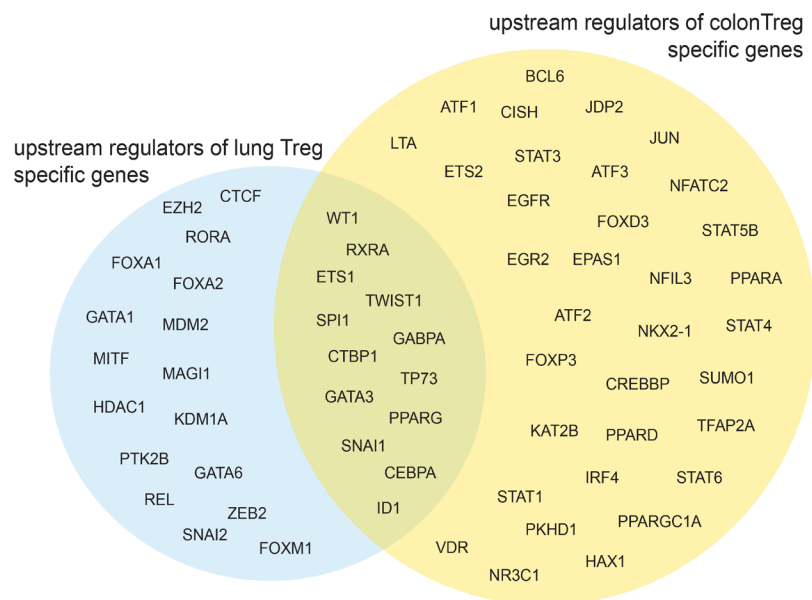 upstream regulators of colonTreg
specific genes
upstream regulators of lung Treg
specific genes
CTCF
EZH2
RORA
FOXA1
FOXA2
GATA1
MDM2
MITF
MAGI1
HDAC1
KDM1A
PTK2B
GATA6
REL
ZEB2
SNAI2
FOXM1
WT1
RXRA
ETS1
TWIST1
SPI1
GABPA
CTBP1
TP73
GATA3
PPARG
SNAI1
CEBPA
ID1
BCL6
ATF1
CISH
JDP2
LTA
JUN
STAT3
ETS2
ATF3
NFATC2
EGFR
FOXD3
STAT5B
EGR2
EPAS1
NFIL3
PPARA
ATF2
NKX2-1
STAT4
FOXP3
CREBBP
SUMO1
KAT2B
PPARD
TFAP2A
IRF4
STAT6
STAT1
PKHD1
PPARGC1A
VDR
HAX1
NR3C1